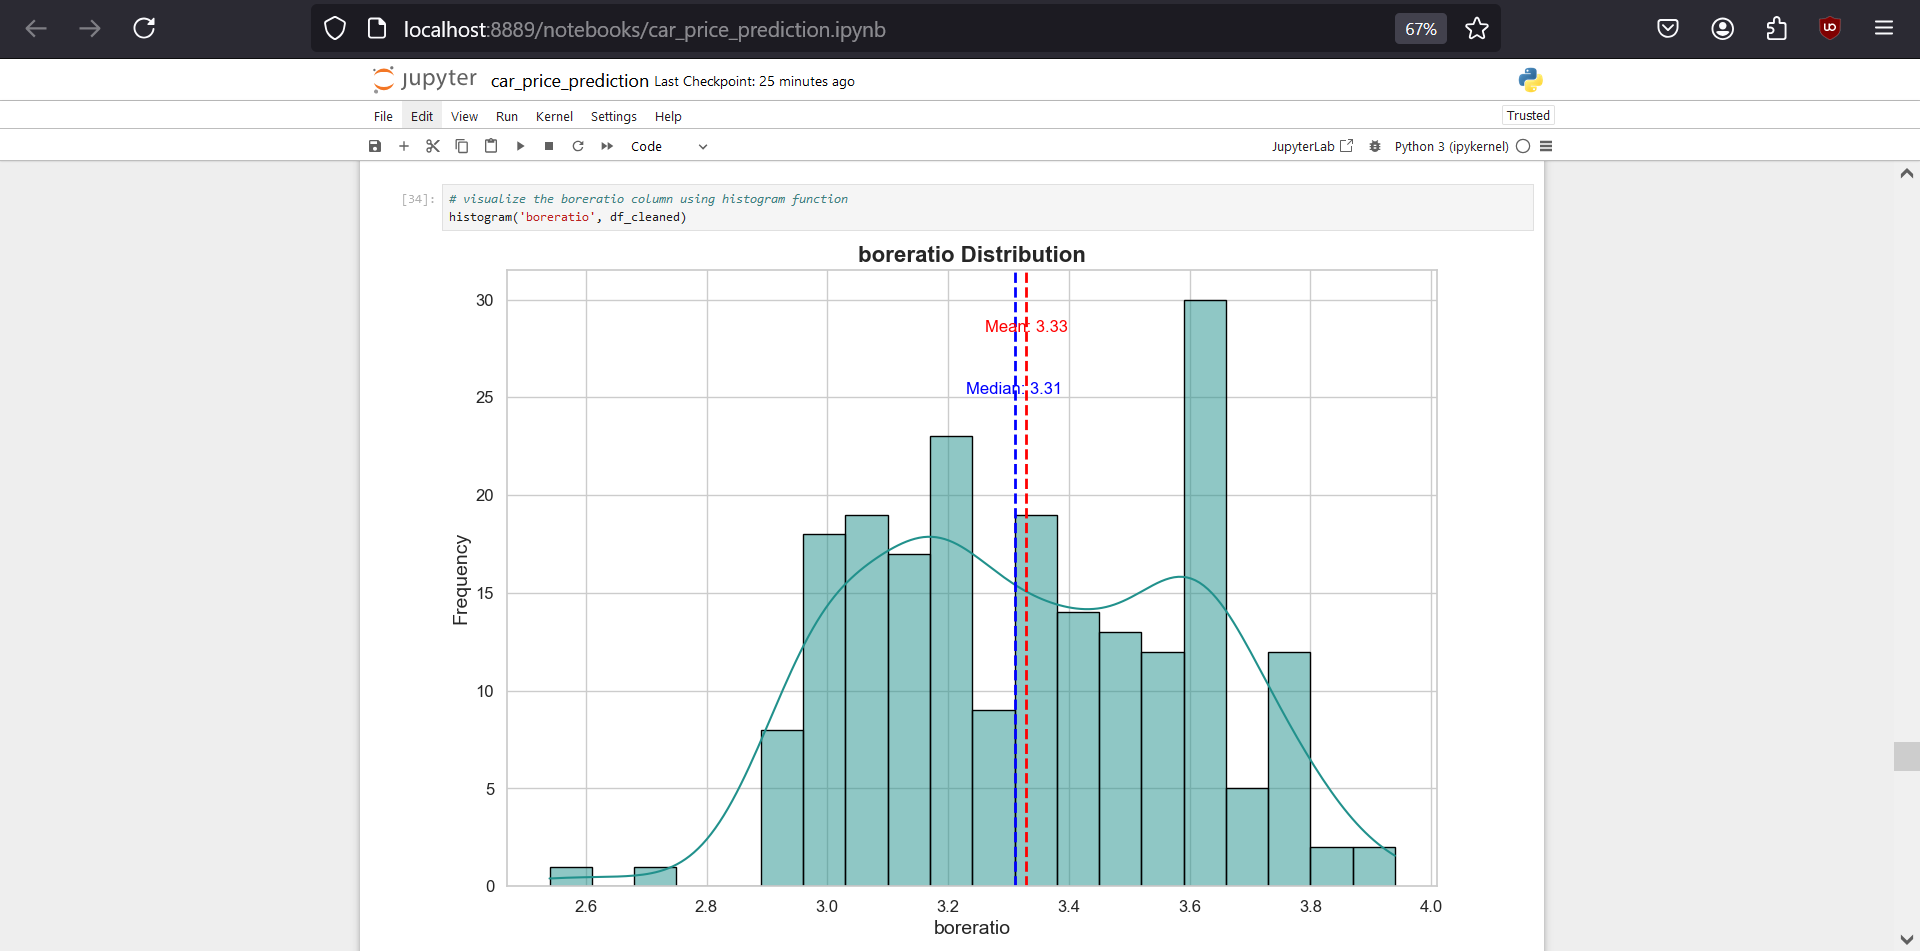 localhost:8889/notebooks/car_price_prediction.ipynb 67%
jupyter car_price_prediction Last Checkpoint: 25 minutes ago
File Edit View Run Kernel Settings Help Trusted
Code JupyterLab Python 3 (ipykernel)
[34]: # visualize the boreratio column using histogram function
histogram('boreratio', df_cleaned)
boreratio Distribution
30
Mean: 3.33
Median: 3.31
25
20
Frequency
15
10
5
0
2.6 2.8 3.0 3.2 3.4 3.6 3.8 4.0
boreratio